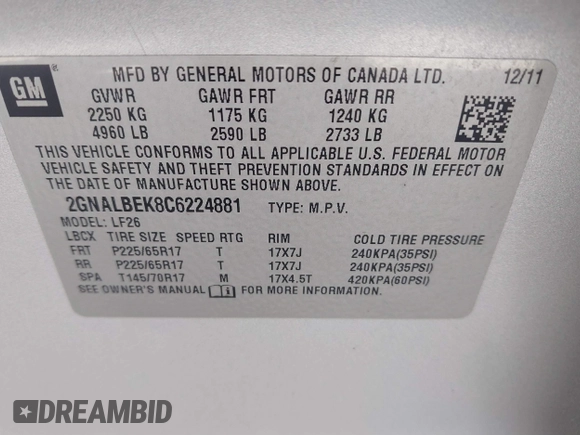 GM
MFD BY GENERAL MOTORS OF CANADA LTD. 12/11
GVWR GAWR FRT GAWR RR
2250 KG 1175 KG 1240 KG
4960 LB 2590 LB 2733 LB
THIS VEHICLE CONFORMS TO ALL APPLICABLE U.S. FEDERAL MOTOR
VEHICLE SAFETY AND THEFT PREVENTION STANDARDS IN EFFECT ON
THE DATE OF MANUFACTURE SHOWN ABOVE.
2GNALBEK8C6224881 TYPE: M.P.V.
MODEL: LF26
LBCX TIRE SIZE SPEED RTG RIM COLD TIRE PRESSURE
FRT P225/65R17 T 17X7J 240KPA(35PSI)
RR P225/65R17 T 17X7J 240KPA(35PSI)
SPA T145/70R17 M 17X4.5T 420KPA(60PSI)
SEE OWNER'S MANUAL FOR MORE INFORMATION.
DREAMBID